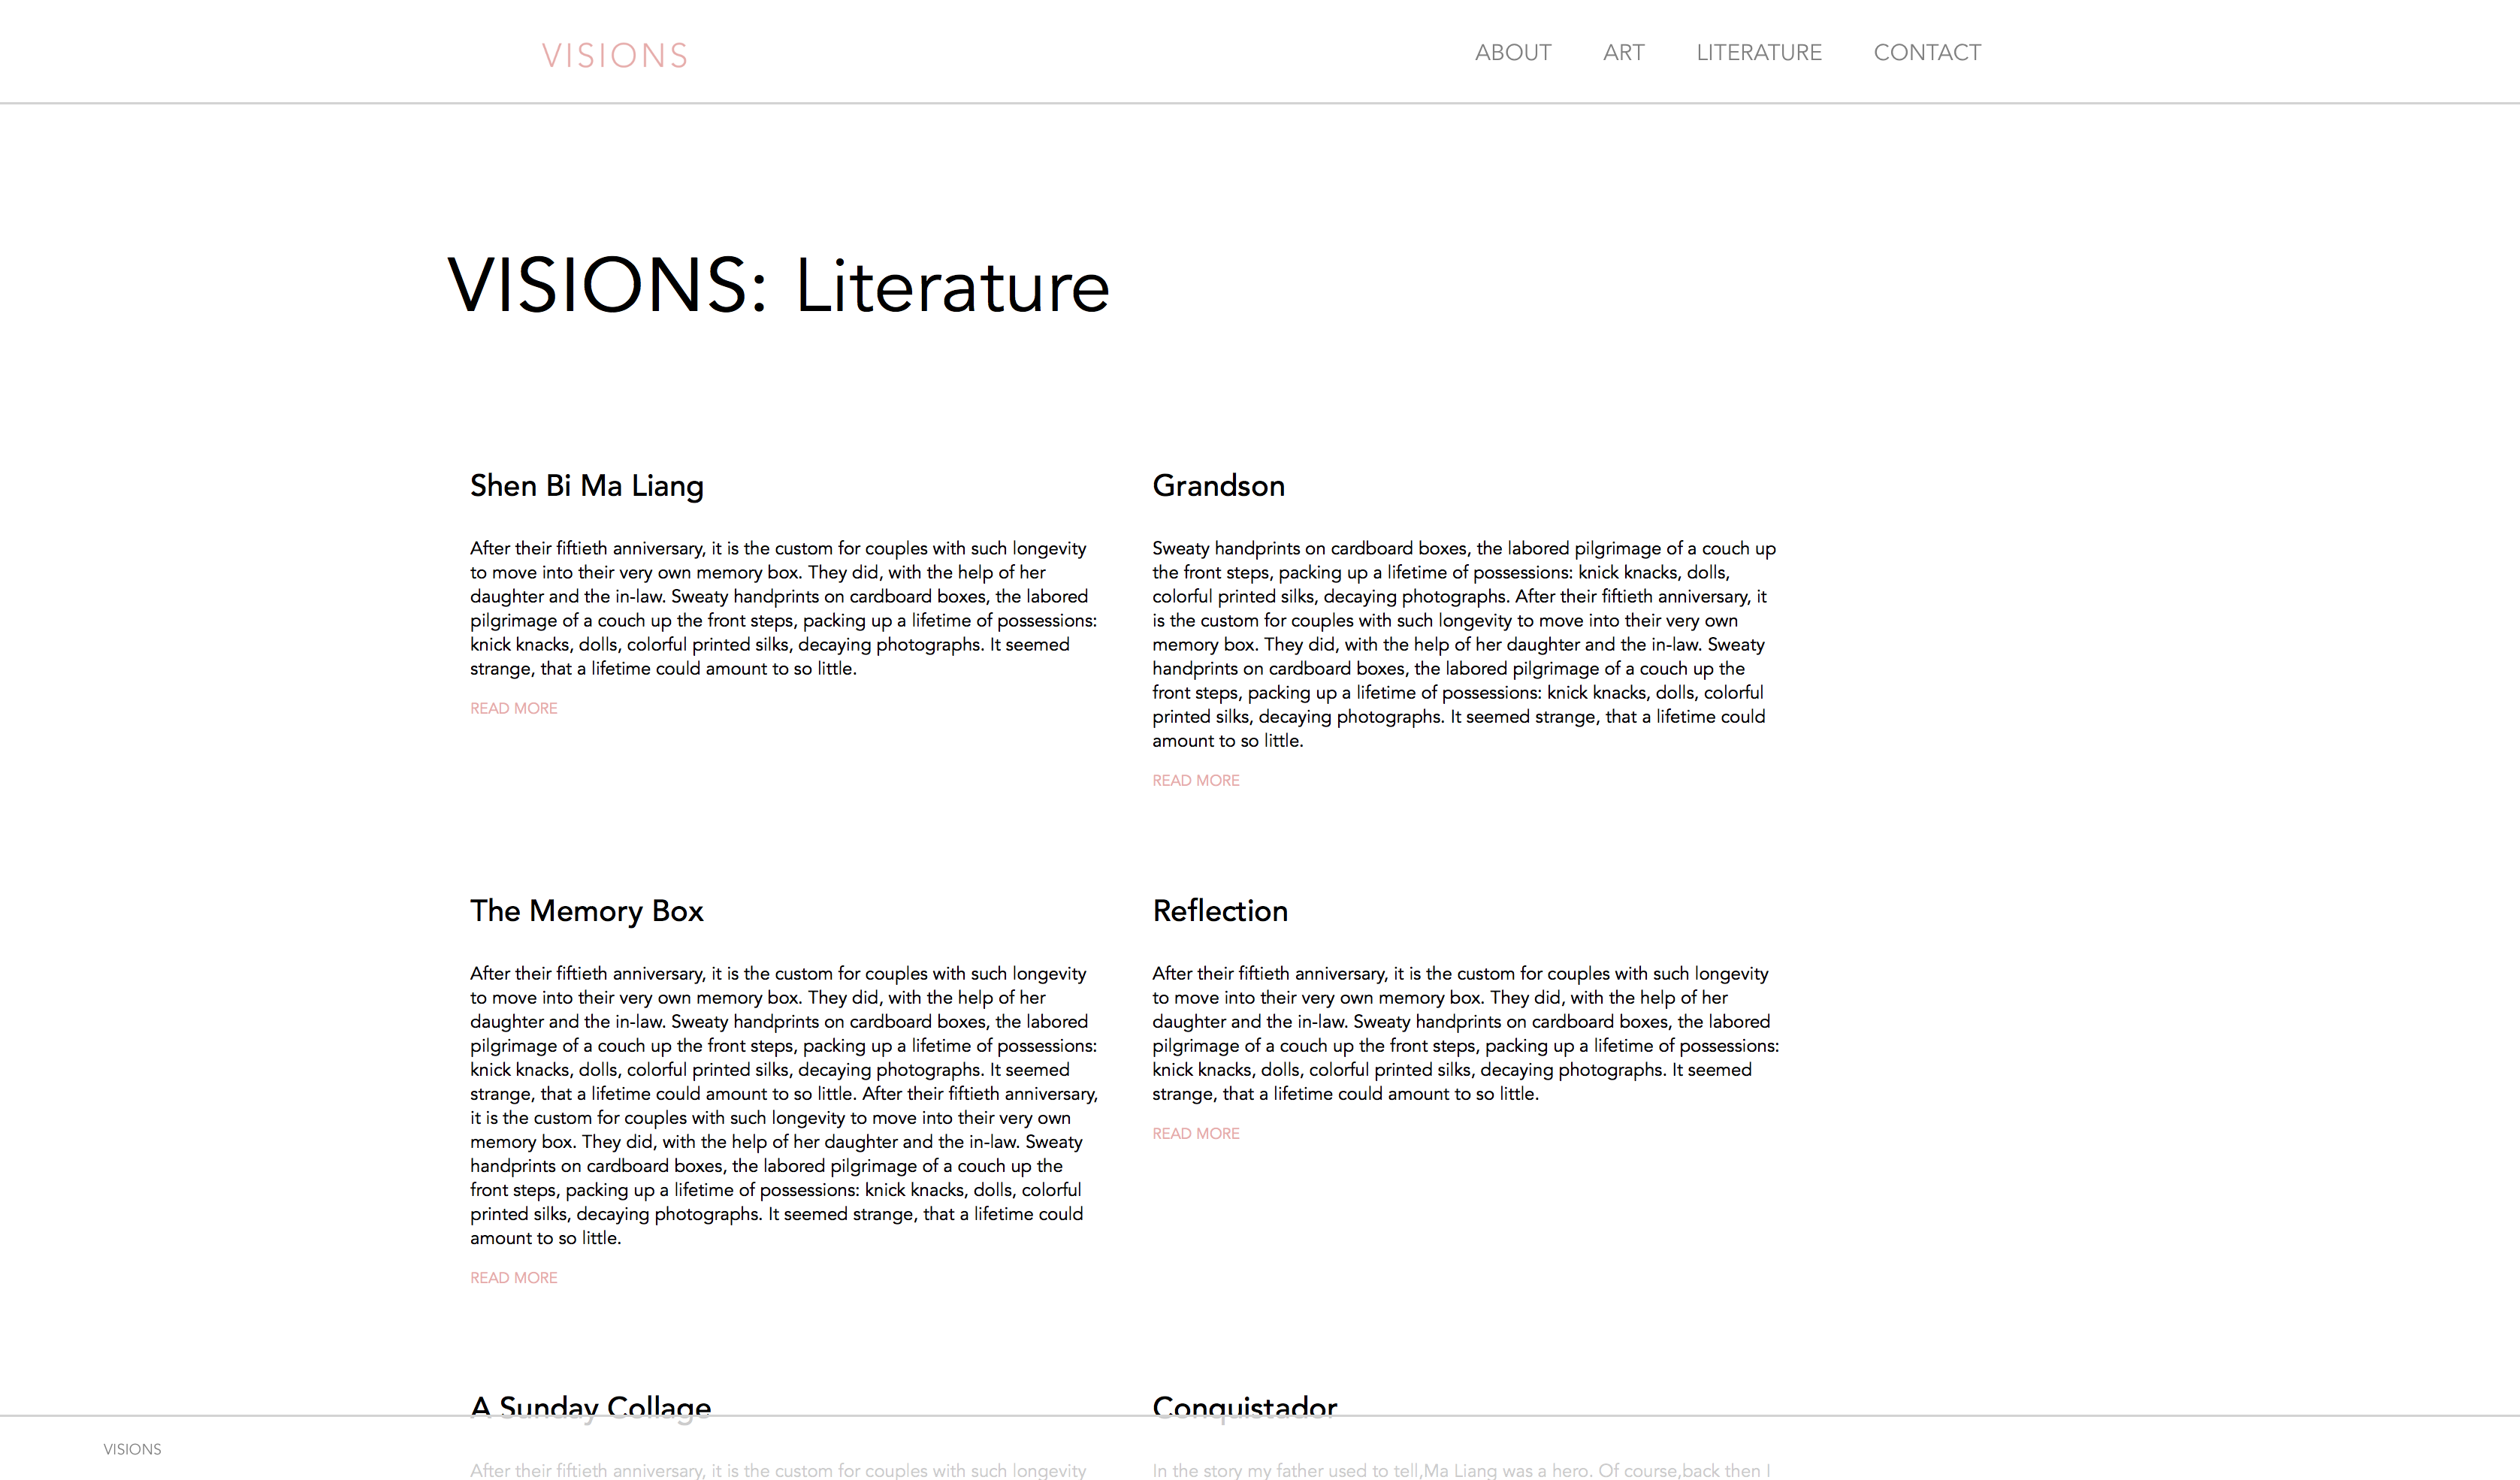 VISIONS
ABOUT ART LITERATURE CONTACT
VISIONS: Literature
Shen Bi Ma Liang
After their fiftieth anniversary, it is the custom for couples with such longevity
to move into their very own memory box. They did, with the help of her
daughter and the in-law. Sweaty handprints on cardboard boxes, the labored
pilgrimage of a couch up the front steps, packing up a lifetime of possessions:
knick knacks, dolls, colorful printed silks, decaying photographs. It seemed
strange, that a lifetime could amount to so little.
READ MORE
Grandson
Sweaty handprints on cardboard boxes, the labored pilgrimage of a couch up
the front steps, packing up a lifetime of possessions: knick knacks, dolls,
colorful printed silks, decaying photographs. After their fiftieth anniversary, it
is the custom for couples with such longevity to move into their very own
memory box. They did, with the help of her daughter and the in-law. Sweaty
handprints on cardboard boxes, the labored pilgrimage of a couch up the
front steps, packing up a lifetime of possessions: knick knacks, dolls, colorful
printed silks, decaying photographs. It seemed strange, that a lifetime could
amount to so little.
READ MORE
The Memory Box
After their fiftieth anniversary, it is the custom for couples with such longevity
to move into their very own memory box. They did, with the help of her
daughter and the in-law. Sweaty handprints on cardboard boxes, the labored
pilgrimage of a couch up the front steps, packing up a lifetime of possessions:
knick knacks, dolls, colorful printed silks, decaying photographs. It seemed
strange, that a lifetime could amount to so little. After their fiftieth anniversary,
it is the custom for couples with such longevity to move into their very own
memory box. They did, with the help of her daughter and the in-law. Sweaty
handprints on cardboard boxes, the labored pilgrimage of a couch up the
front steps, packing up a lifetime of possessions: knick knacks, dolls, colorful
printed silks, decaying photographs. It seemed strange, that a lifetime could
amount to so little.
READ MORE
Reflection
After their fiftieth anniversary, it is the custom for couples with such longevity
to move into their very own memory box. They did, with the help of her
daughter and the in-law. Sweaty handprints on cardboard boxes, the labored
pilgrimage of a couch up the front steps, packing up a lifetime of possessions:
knick knacks, dolls, colorful printed silks, decaying photographs. It seemed
strange, that a lifetime could amount to so little.
READ MORE
A Sunday Collage
After their fiftieth anniversary, it is the custom for couples with such longevity
Conquistador
In the story my father used to tell,Ma Liang was a hero. Of course,back then I
VISIONS